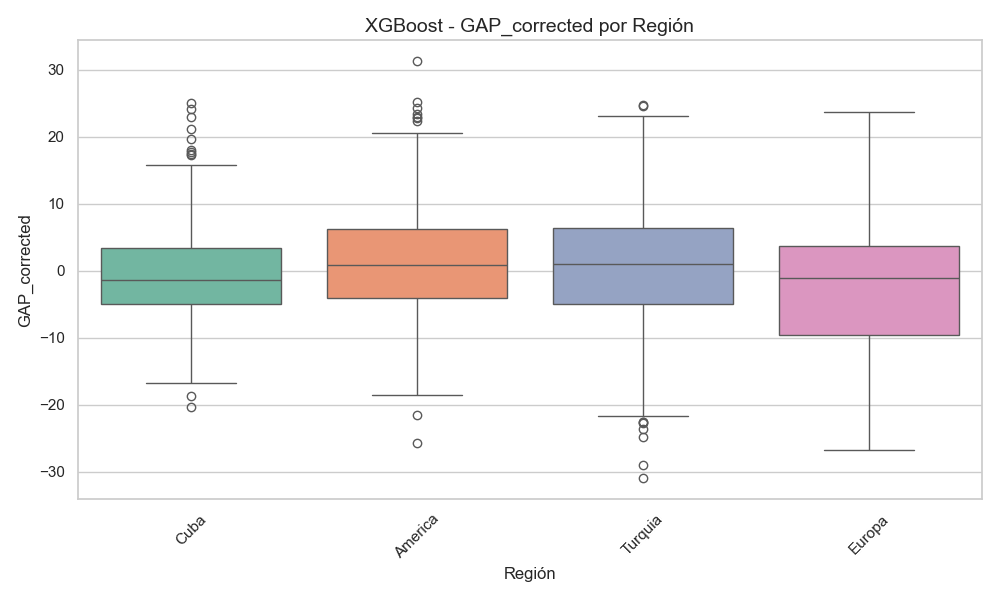 XGBoost - GAP_corrected por Región
GAP_corrected
30
20
10
0
−10
−20
−30
Cuba
America
Turquia
Europa
Región